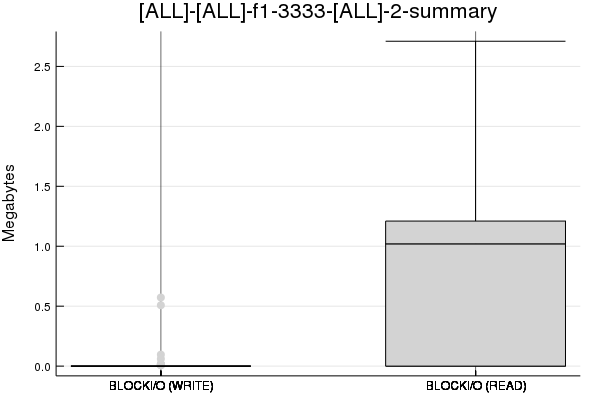 [ALL]-[ALL]-f1-3333-[ALL]-2-summary
Megabytes
2.5
2.0
1.5
1.0
0.5
0.0
BLOCKI/O (WRITE)
BLOCKI/O (READ)